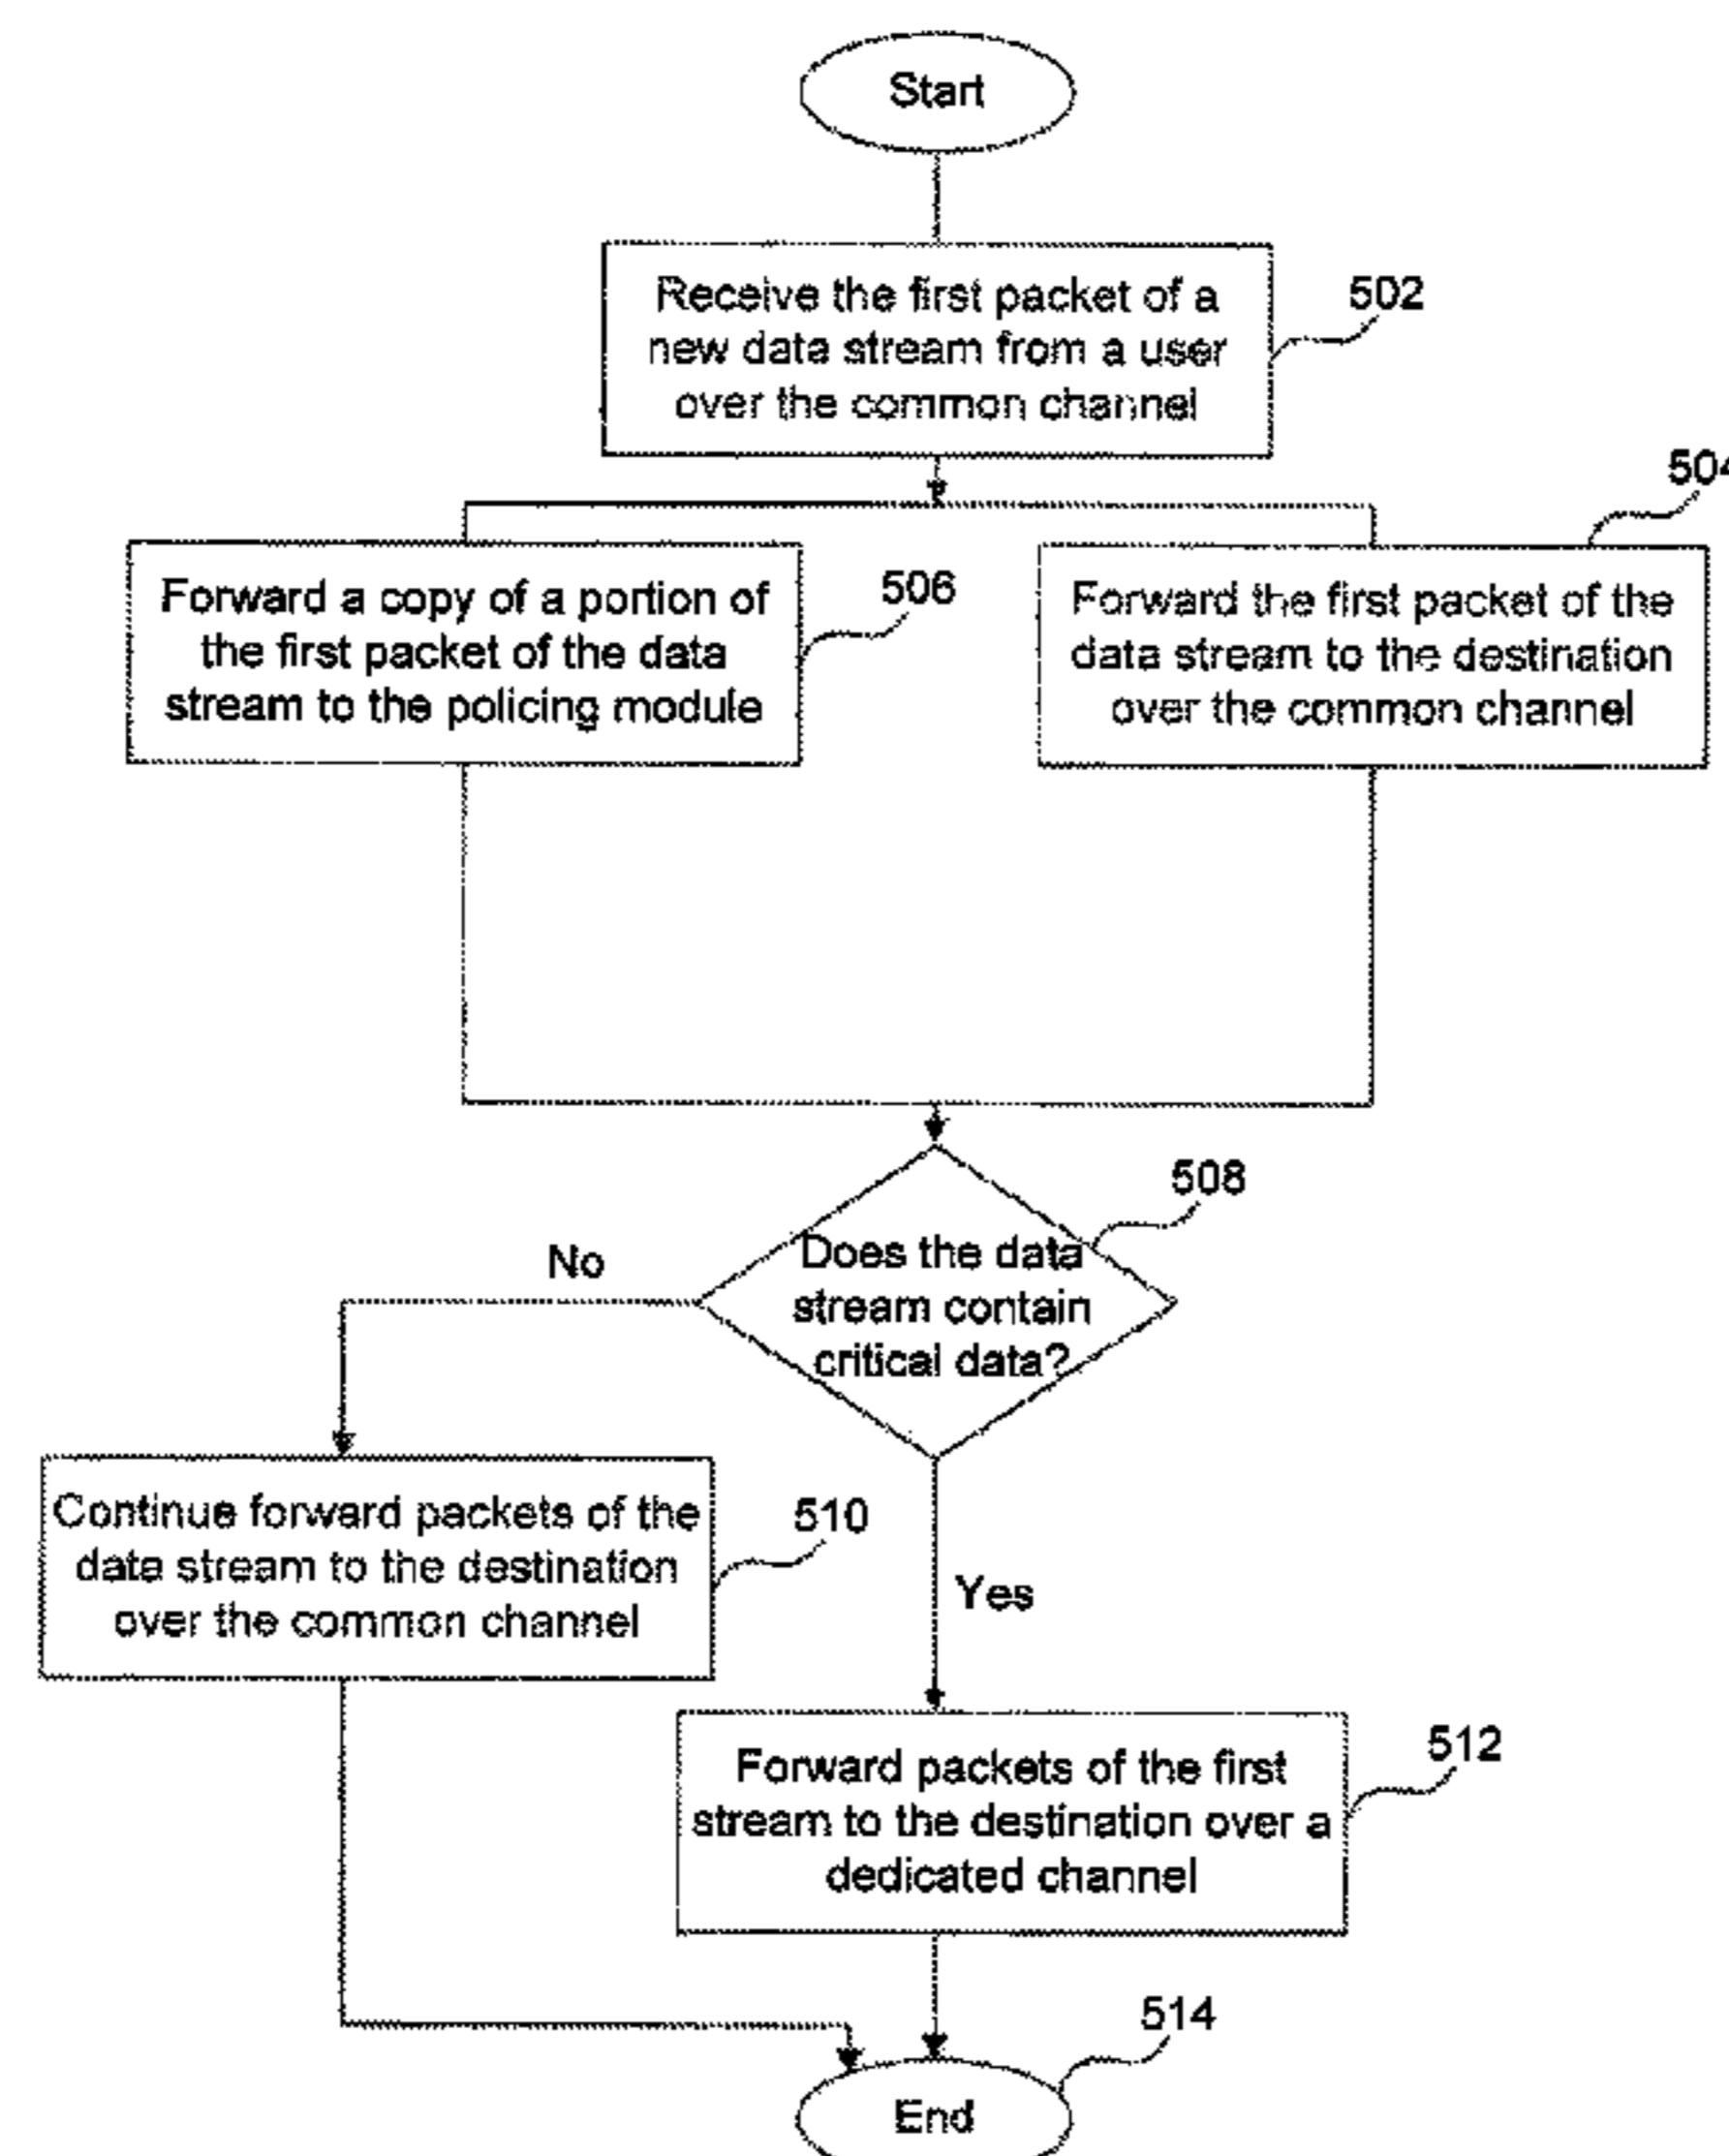 Start
Receive the first packet of a
new data stream from a user
over the common channel
502
504
Forward a copy of a portion of
the first packet of the data
stream to the policing module
506
Forward the first packet of the
data stream to the destination
over the common channel
508
Does the data
stream contain
critical data?
No
Yes
Continue forward packets of the
data stream to the destination
over the common channel
510
Forward packets of the first
stream to the destination over a
dedicated channel
512
514
End